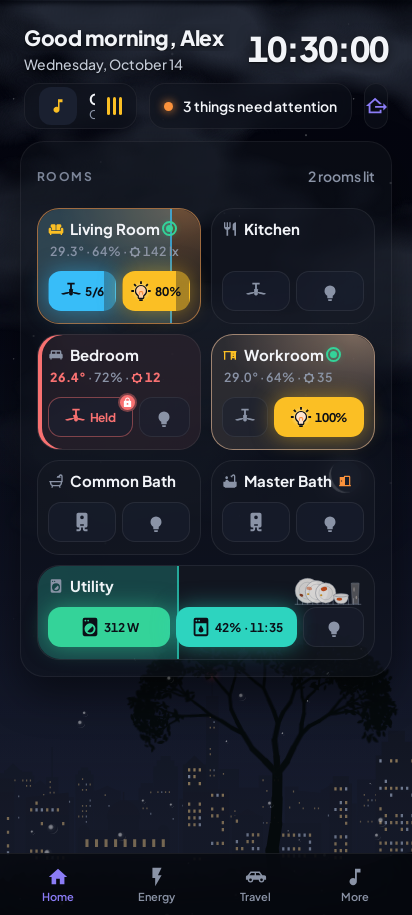 Good morning, Alex
10:30:00
Wednesday, October 14
3 things need attention
ROOMS
2 rooms lit
Living Room
29.3° · 64% · 142
5/6
80%
Kitchen
Bedroom
26.4° · 72% · 12
Held
Workroom
29.0° · 64% · 35
100%
Common Bath
Master Bath
Utility
312 W
42% · 11:35
Home
Energy
Travel
More